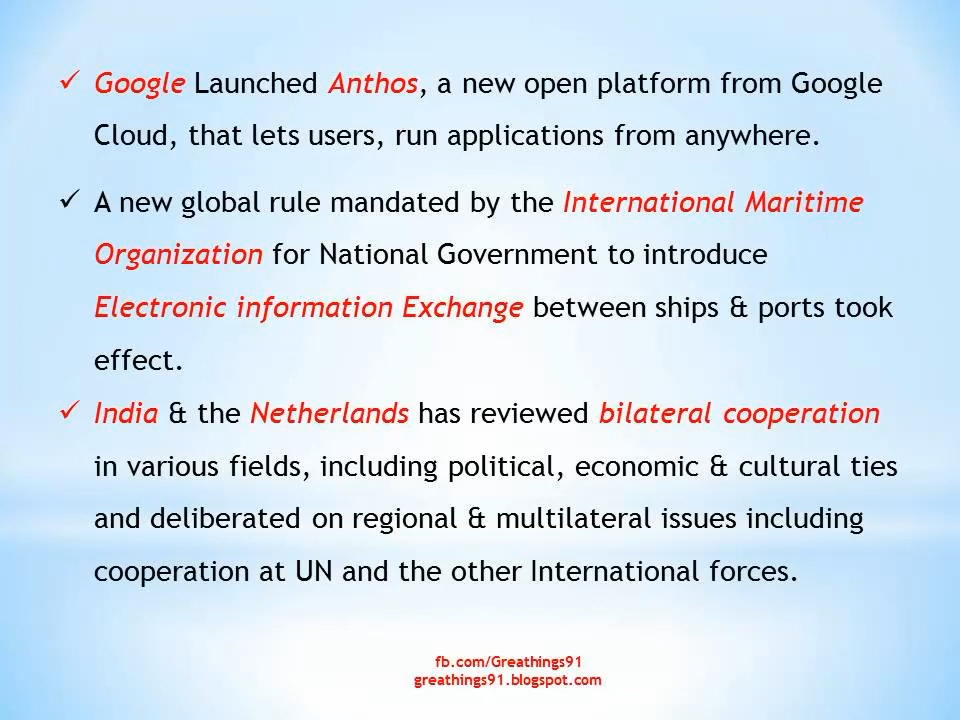 ✓ Google Launched Anthos, a new open platform from Google
Cloud, that lets users, run applications from anywhere.
✓ A new global rule mandated by the International Maritime
Organization for National Government to introduce
Electronic information Exchange between ships & ports took
effect.
✓ India & the Netherlands has reviewed bilateral cooperation
in various fields, including political, economic & cultural ties
and deliberated on regional & multilateral issues including
cooperation at UN and the other International forces.
fb.com/Greathings91
greathings91.blogspot.com